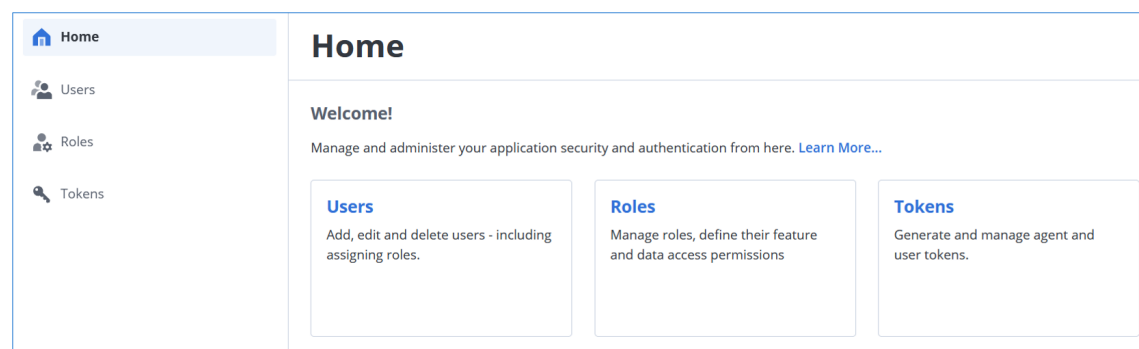 Home
Users
Roles
Tokens
Home
Welcome!
Manage and administer your application security and authentication from here. Learn More...
Users
Add, edit and delete users - including
assigning roles.
Roles
Manage roles, define their feature
and data access permissions
Tokens
Generate and manage agent and
user tokens.